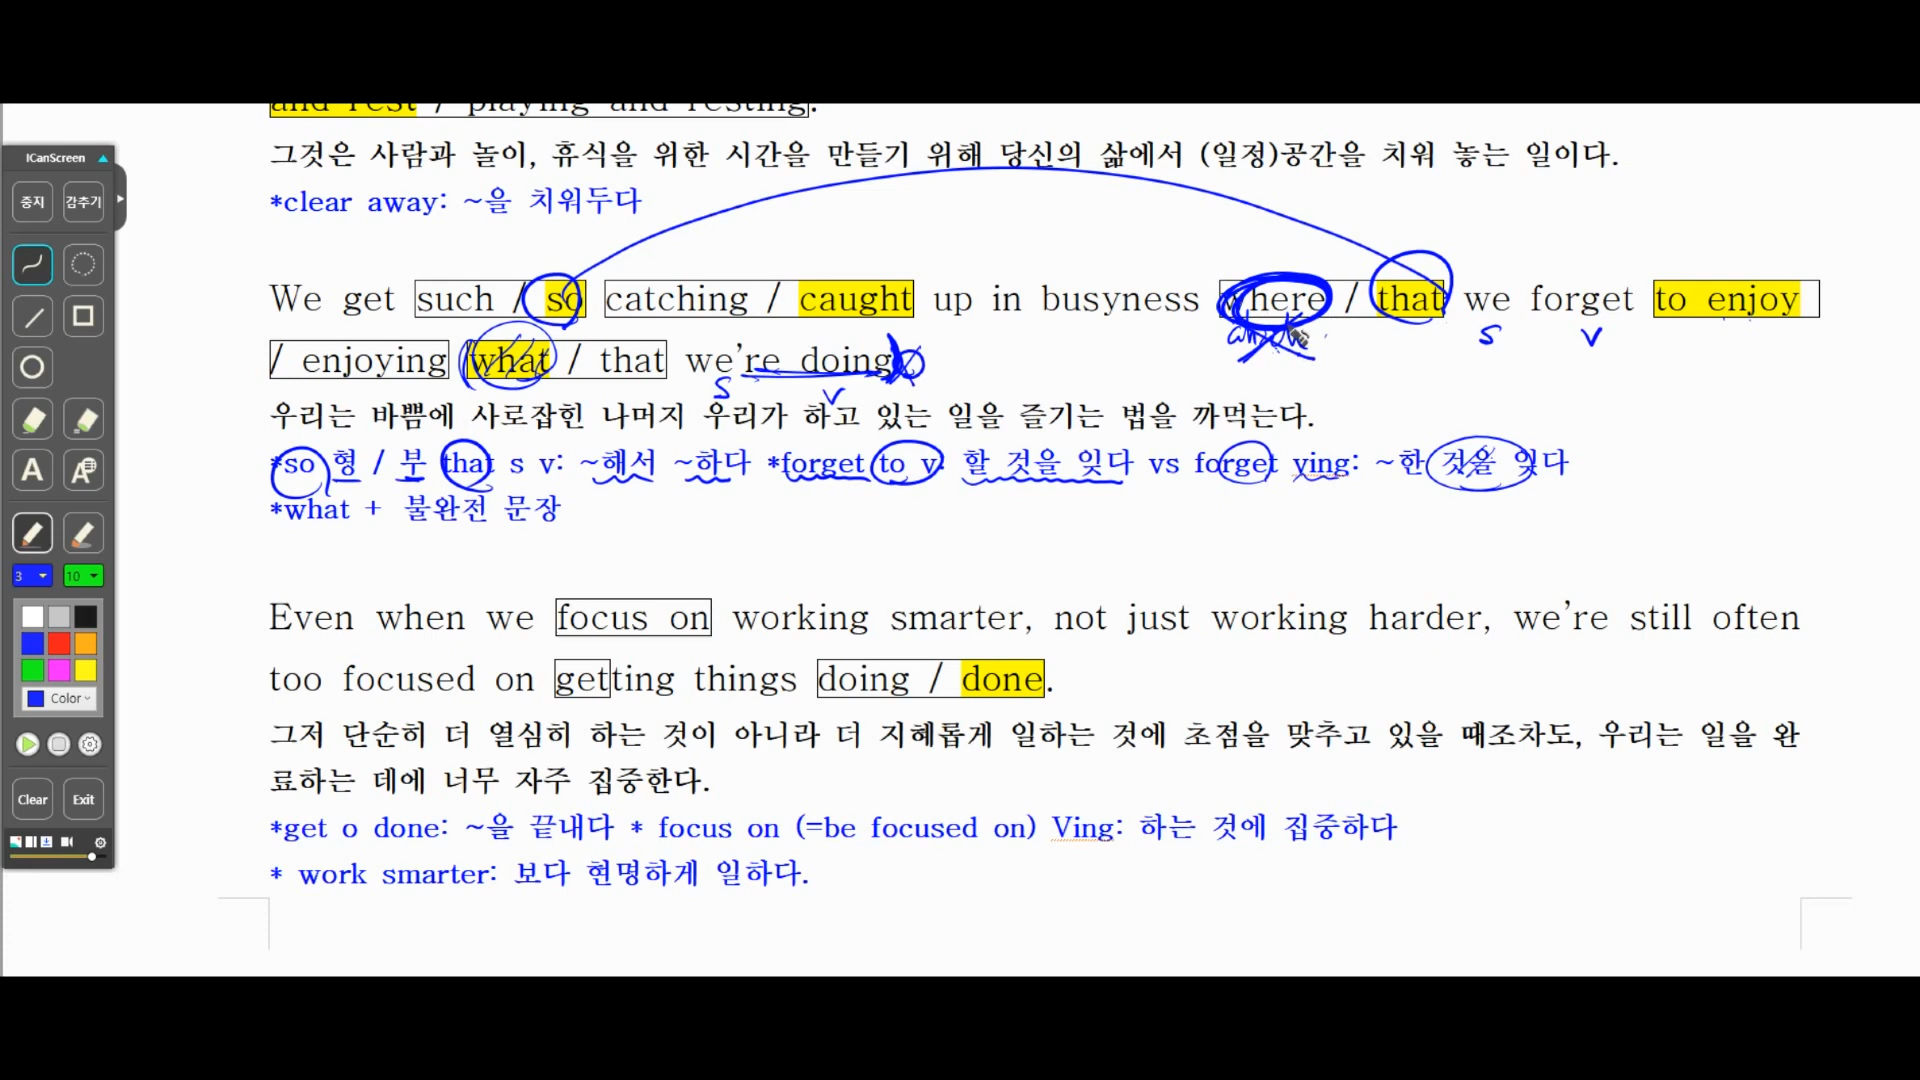 and rest / playing and resting.
그것은 사람과 놀이, 휴식을 위한 시간을 만들기 위해 당신의 삶에서 (일정)공간을 치워 놓는 일이다.
*clear away: ~을 치워두다
We get such / so catching / caught up in busyness where / that we forget to enjoy
S V
/ enjoying what / that we're doing
S V
우리는 바쁨에 사로잡힌 나머지 우리가 하고 있는 일을 즐기는 법을 까먹는다.
*so 형 / 부 that s v: ~해서 ~하다 *forget to v: 할 것을 잊다 vs forget ving: ~한 것을 잊다
*what + 불완전 문장
Even when we focus on working smarter, not just working harder, we're still often
too focused on getting things doing / done.
그저 단순히 더 열심히 하는 것이 아니라 더 지혜롭게 일하는 것에 초점을 맞추고 있을 때조차도, 우리는 일을 완
료하는 데에 너무 자주 집중한다.
*get o done: ~을 끝내다 * focus on (=be focused on) Ving: 하는 것에 집중하다
* work smarter: 보다 현명하게 일하다.
ICanScreen
중지 감추기
A A
3 10
Color
Clear Exit